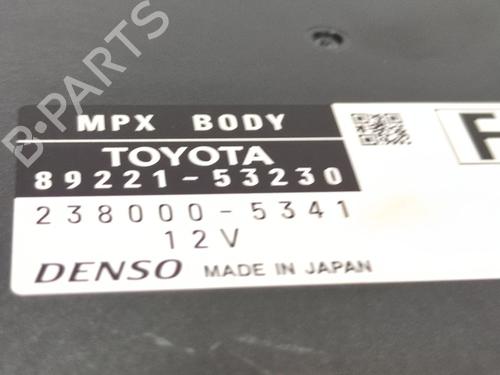 B-PARTS
MPX BODY
TOYOTA
89221-53230
238000-5341
12V
DENSO MADE IN JAPAN